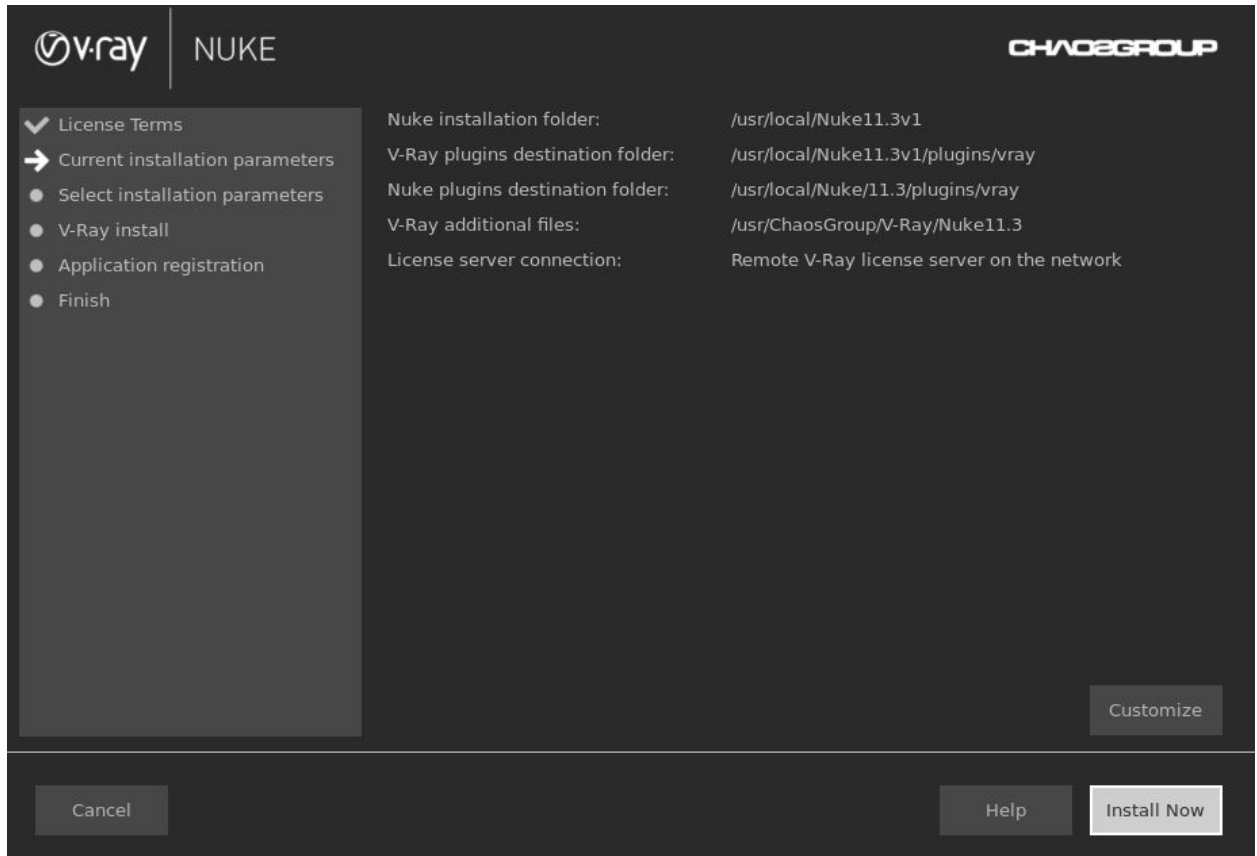 v·ray NUKE
CHAOSGROUP
License Terms
Current installation parameters
Select installation parameters
V-Ray install
Application registration
Finish
Nuke installation folder: /usr/local/Nuke11.3v1
V-Ray plugins destination folder: /usr/local/Nuke11.3v1/plugins/vray
Nuke plugins destination folder: /usr/local/Nuke/11.3/plugins/vray
V-Ray additional files: /usr/ChaosGroup/V-Ray/Nuke11.3
License server connection: Remote V-Ray license server on the network
Customize
Cancel
Help
Install Now